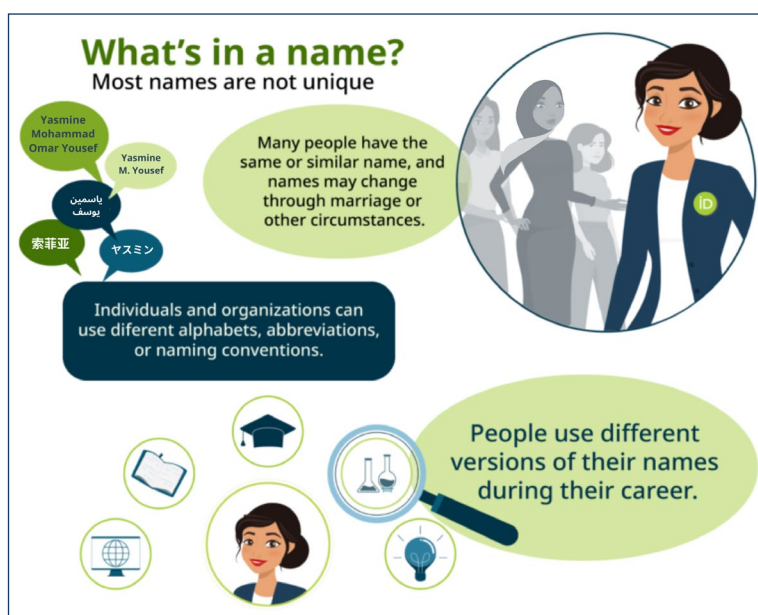 What's in a name?
Most names are not unique
Yasmine
Mohammad
Omar Yousef
Yasmine
M. Yousef
ياسمين
يوسف
索菲亚
ヤスミン
Many people have the
same or similar name, and
names may change
through marriage or
other circumstances.
iD
Individuals and organizations can
use diferent alphabets, abbreviations,
or naming conventions.
People use different
versions of their names
during their career.